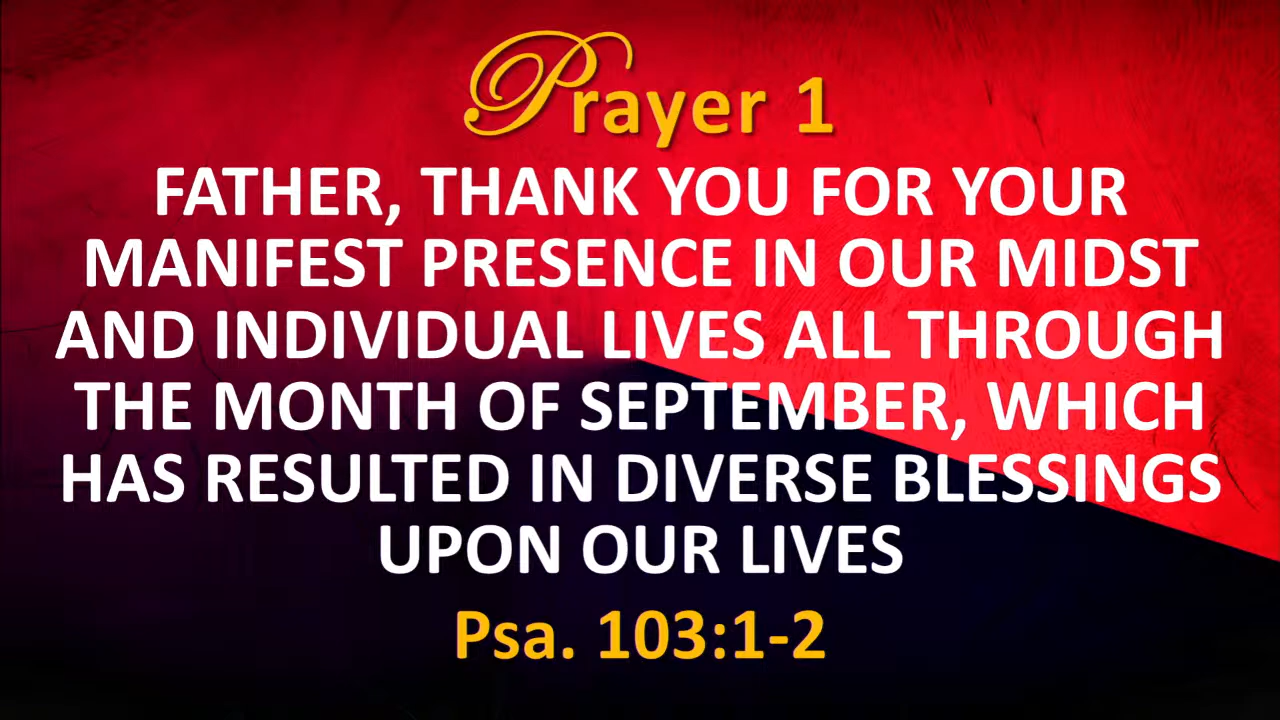 Prayer 1
FATHER, THANK YOU FOR YOUR
MANIFEST PRESENCE IN OUR MIDST
AND INDIVIDUAL LIVES ALL THROUGH
THE MONTH OF SEPTEMBER, WHICH
HAS RESULTED IN DIVERSE BLESSINGS
UPON OUR LIVES
Psa. 103:1-2